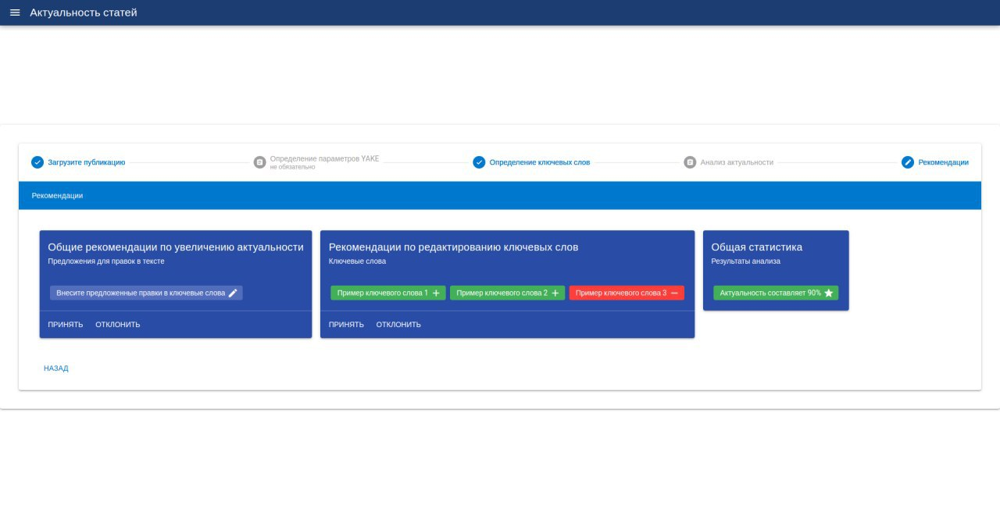 Актуальность статей
Загрузите публикацию
Определение параметров YAKE
не обязательно
Определение ключевых слов
Анализ актуальности
Рекомендации
Рекомендации
Общие рекомендации по увеличению актуальности
Предложения для правок в тексте
Внесите предложенные правки в ключевые слова
ПРИНЯТЬ ОТКЛОНИТЬ
Рекомендации по редактированию ключевых слов
Ключевые слова
Пример ключевого слова 1 Пример ключевого слова 2 Пример ключевого слова 3
ПРИНЯТЬ ОТКЛОНИТЬ
Общая статистика
Результаты анализа
Актуальность составляет 90%
НАЗАД